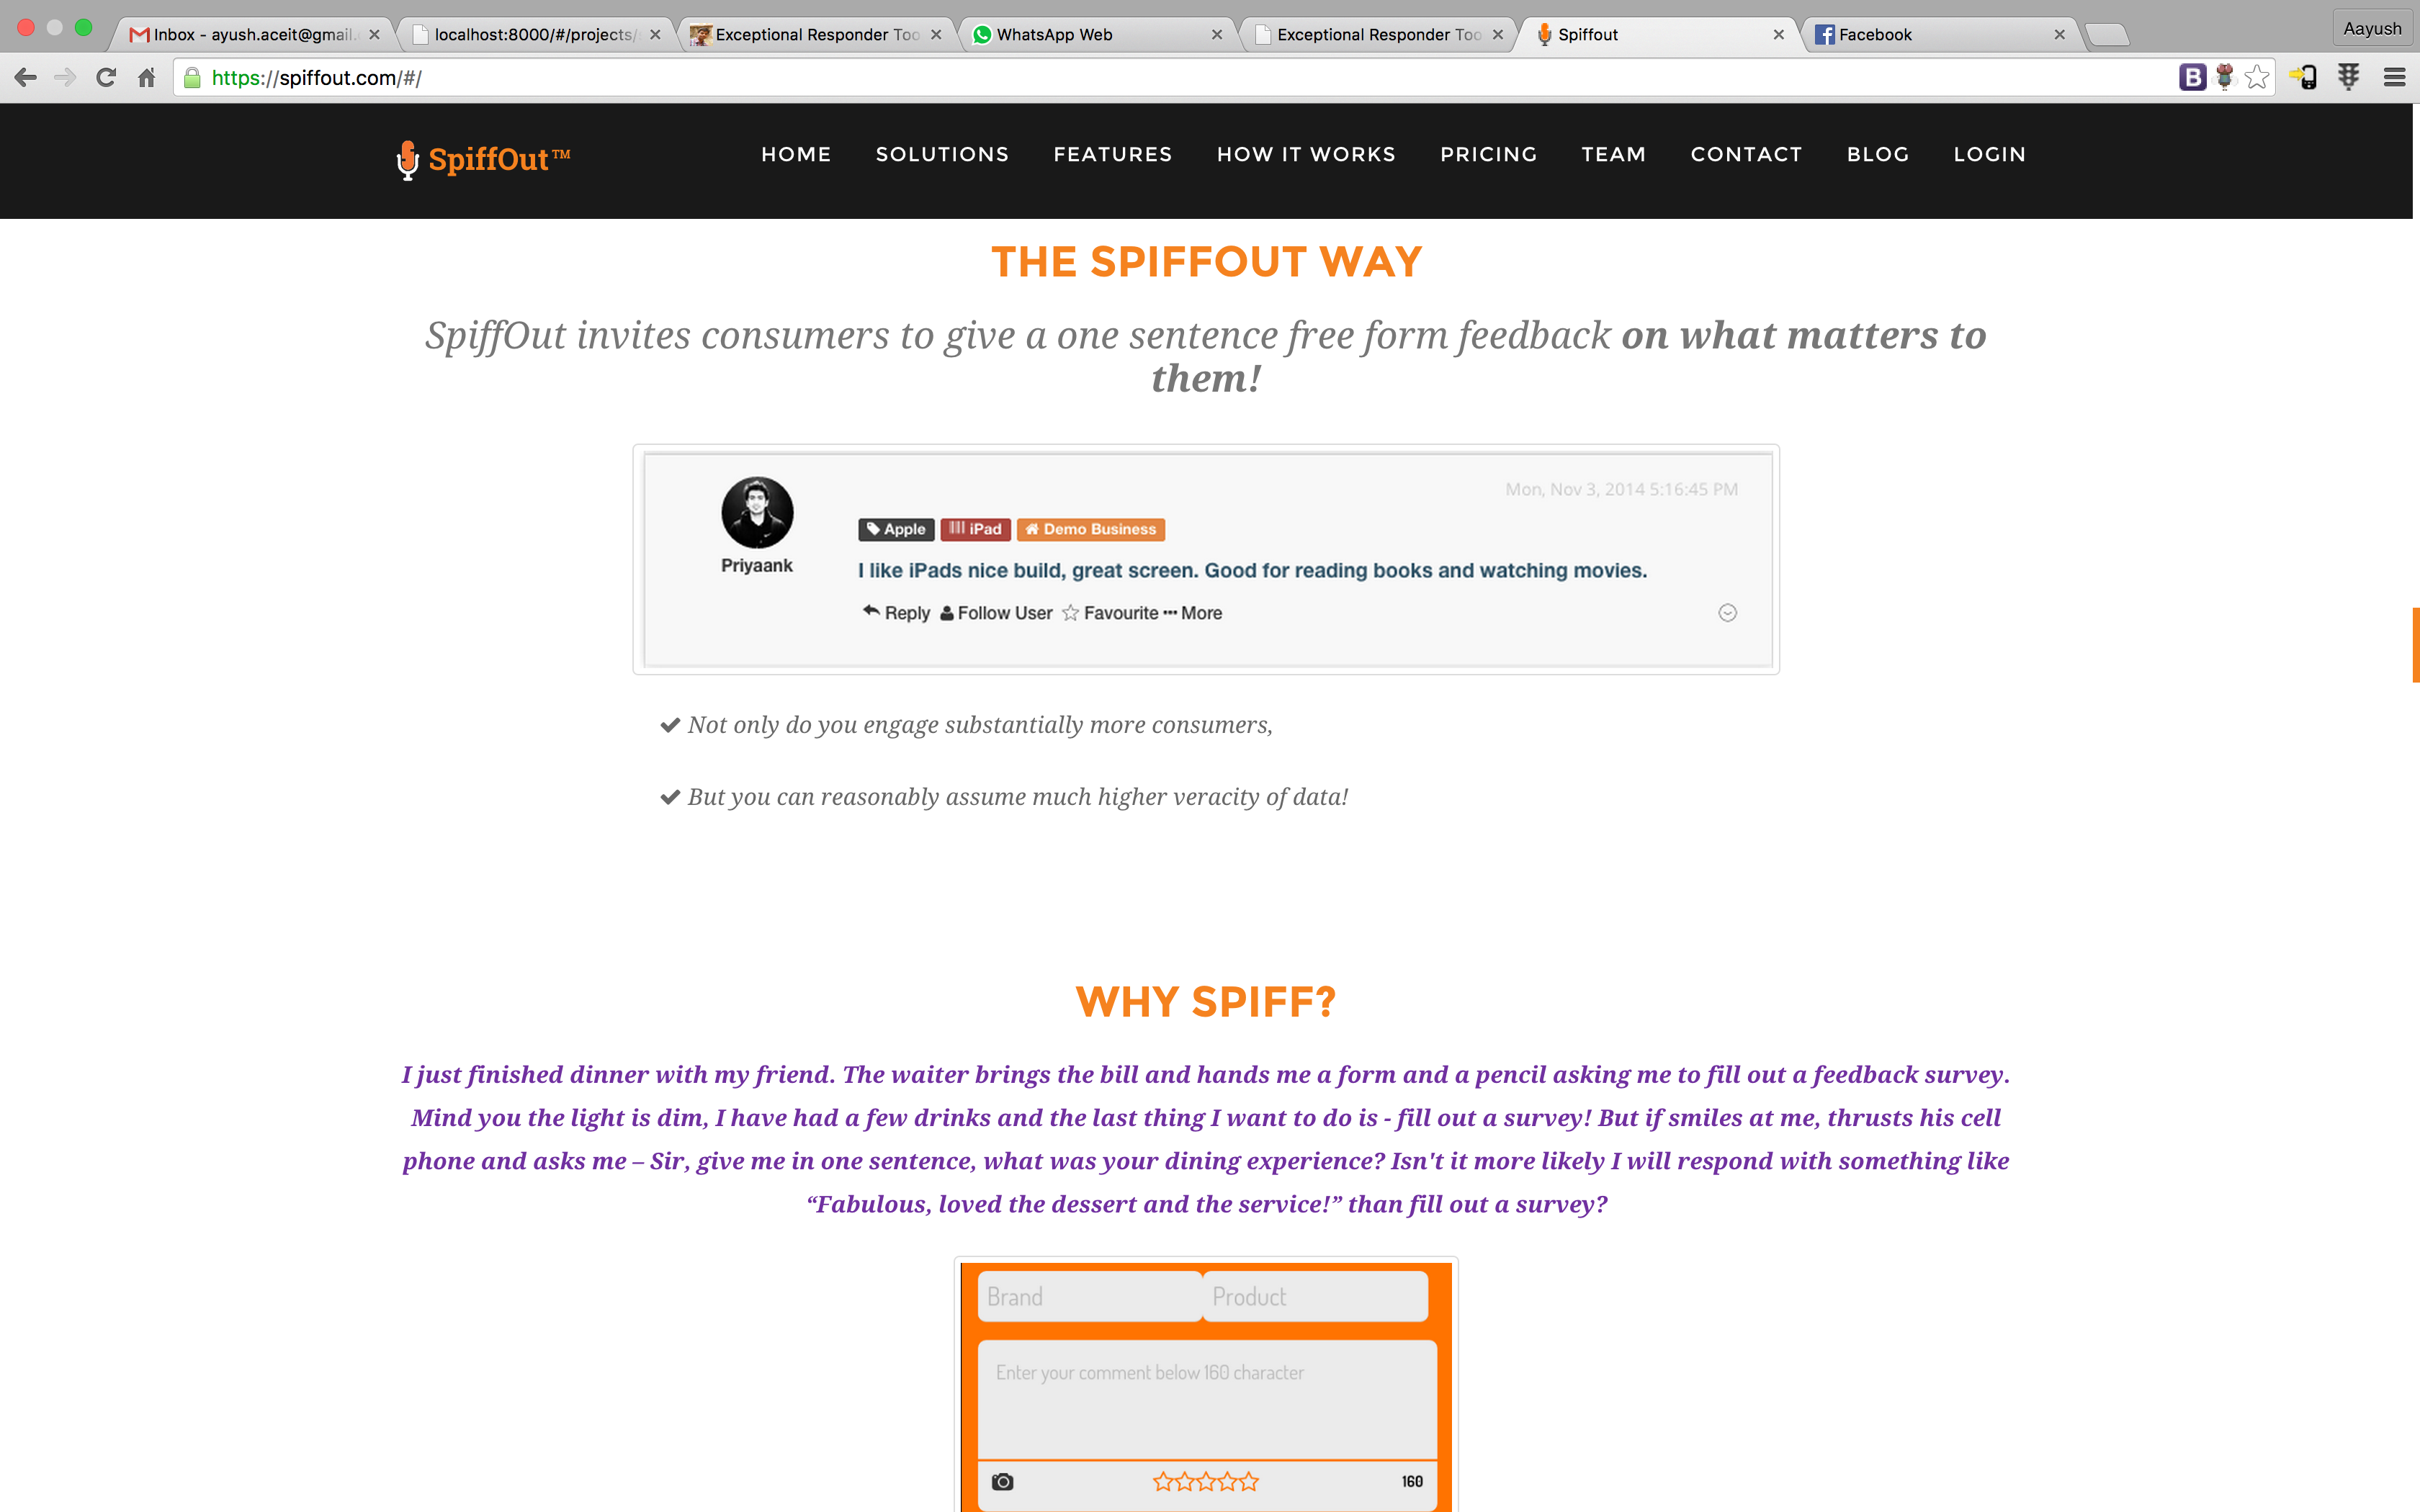 Inbox - ayush.aceit@gmail.
localhost:8000/#/projects/
Exceptional Responder Too
WhatsApp Web
Exceptional Responder Too
Spiffout
Facebook
Aayush
https://spiffout.com/#/
SpiffOut™
HOME
SOLUTIONS
FEATURES
HOW IT WORKS
PRICING
TEAM
CONTACT
BLOG
LOGIN
THE SPIFFOUT WAY
SpiffOut invites consumers to give a one sentence free form feedback on what matters to
them!
Mon, Nov 3, 2014 5:16:45 PM
Apple
iPad
Demo Business
Priyaank
I like iPads nice build, great screen. Good for reading books and watching movies.
Reply
Follow User
Favourite
More
Not only do you engage substantially more consumers,
But you can reasonably assume much higher veracity of data!
WHY SPIFF?
I just finished dinner with my friend. The waiter brings the bill and hands me a form and a pencil asking me to fill out a feedback survey.
Mind you the light is dim, I have had a few drinks and the last thing I want to do is - fill out a survey! But if smiles at me, thrusts his cell
phone and asks me – Sir, give me in one sentence, what was your dining experience? Isn't it more likely I will respond with something like
“Fabulous, loved the dessert and the service!” than fill out a survey?
Brand
Product
Enter your comment below 160 character
160